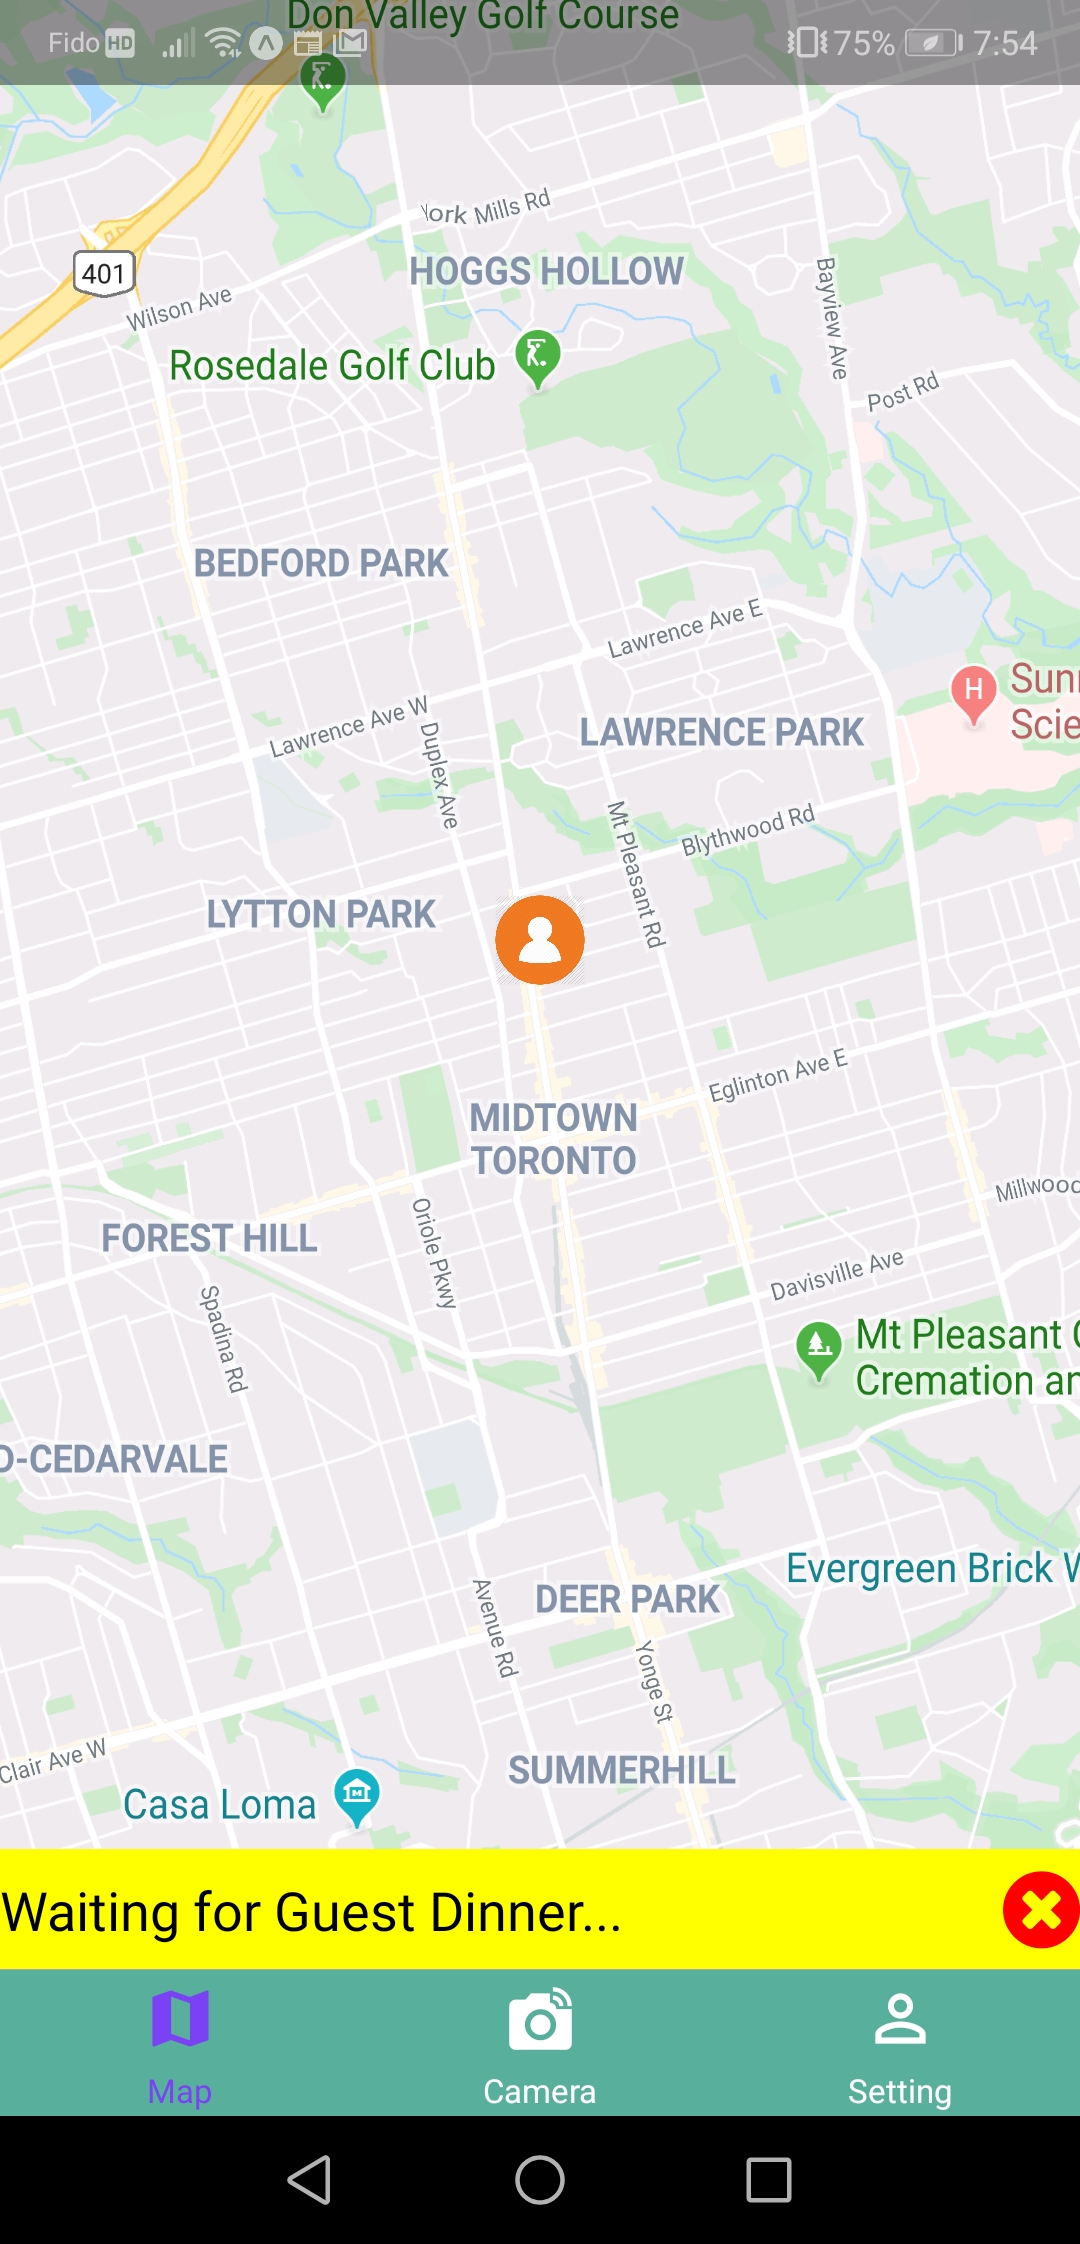 Don Valley Golf Course
Fido HD
75% 7:54
York Mills Rd
HOGGS HOLLOW
401
Wilson Ave
Bayview Ave
Rosedale Golf Club
Post Rd
BEDFORD PARK
Lawrence Ave E
H
Sunn
Scie
Lawrence Ave W
LAWRENCE PARK
Duplex Ave
Mt Pleasant Rd
Blythwood Rd
LYTTON PARK
Eglinton Ave E
MIDTOWN
TORONTO
Millwood
Oriole Pkwy
FOREST HILL
Davisville Ave
Spadina Rd
Mt Pleasant C
Cremation an
D-CEDARVALE
Evergreen Brick W
Avenue Rd
DEER PARK
Yonge St
Clair Ave W
SUMMERHILL
Casa Loma
Waiting for Guest Dinner...
Map
Camera
Setting